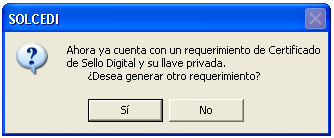 SOLCEDI
Ahora ya cuenta con un requerimiento de Certificado
de Sello Digital y su llave privada.
¿Desea generar otro requerimiento?
Sí
No